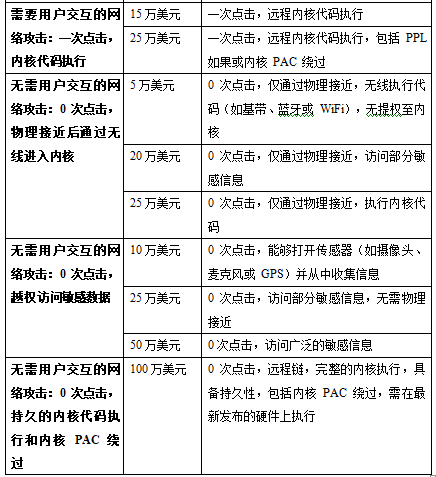 需要用户交互的网
络攻击：一次点击，
内核代码执行
15 万美元
一次点击，远程内核代码执行
25 万美元
一次点击，远程内核代码执行，包括 PPL
如果或内核 PAC 绕过
无需用户交互的网
络攻击：0 次点击，
物理接近后通过无
线进入内核
5 万美元
0 次点击，仅通过物理接近，无线执行代
码（如基带、蓝牙或 WiFi），无提权至内
核
20 万美元
0 次点击，仅通过物理接近，访问部分敏
感信息
25 万美元
0 次点击，仅通过物理接近，执行内核代
码
无需用户交互的网
络攻击：0 次点击，
越权访问敏感数据
10 万美元
0 次点击，能够打开传感器（如摄像头、
麦克风或 GPS）并从中收集信息
25 万美元
0 次点击，访问部分敏感信息，无需物理
接近
50 万美元
0次点击，访问广泛的敏感信息
无需用户交互的网
络攻击：0 次点击，
持久的内核代码执
行和内核 PAC 绕
过
100 万美元
0 次点击，远程链，完整的内核执行，具
备持久性，包括内核 PAC 绕过，需在最
新发布的硬件上执行